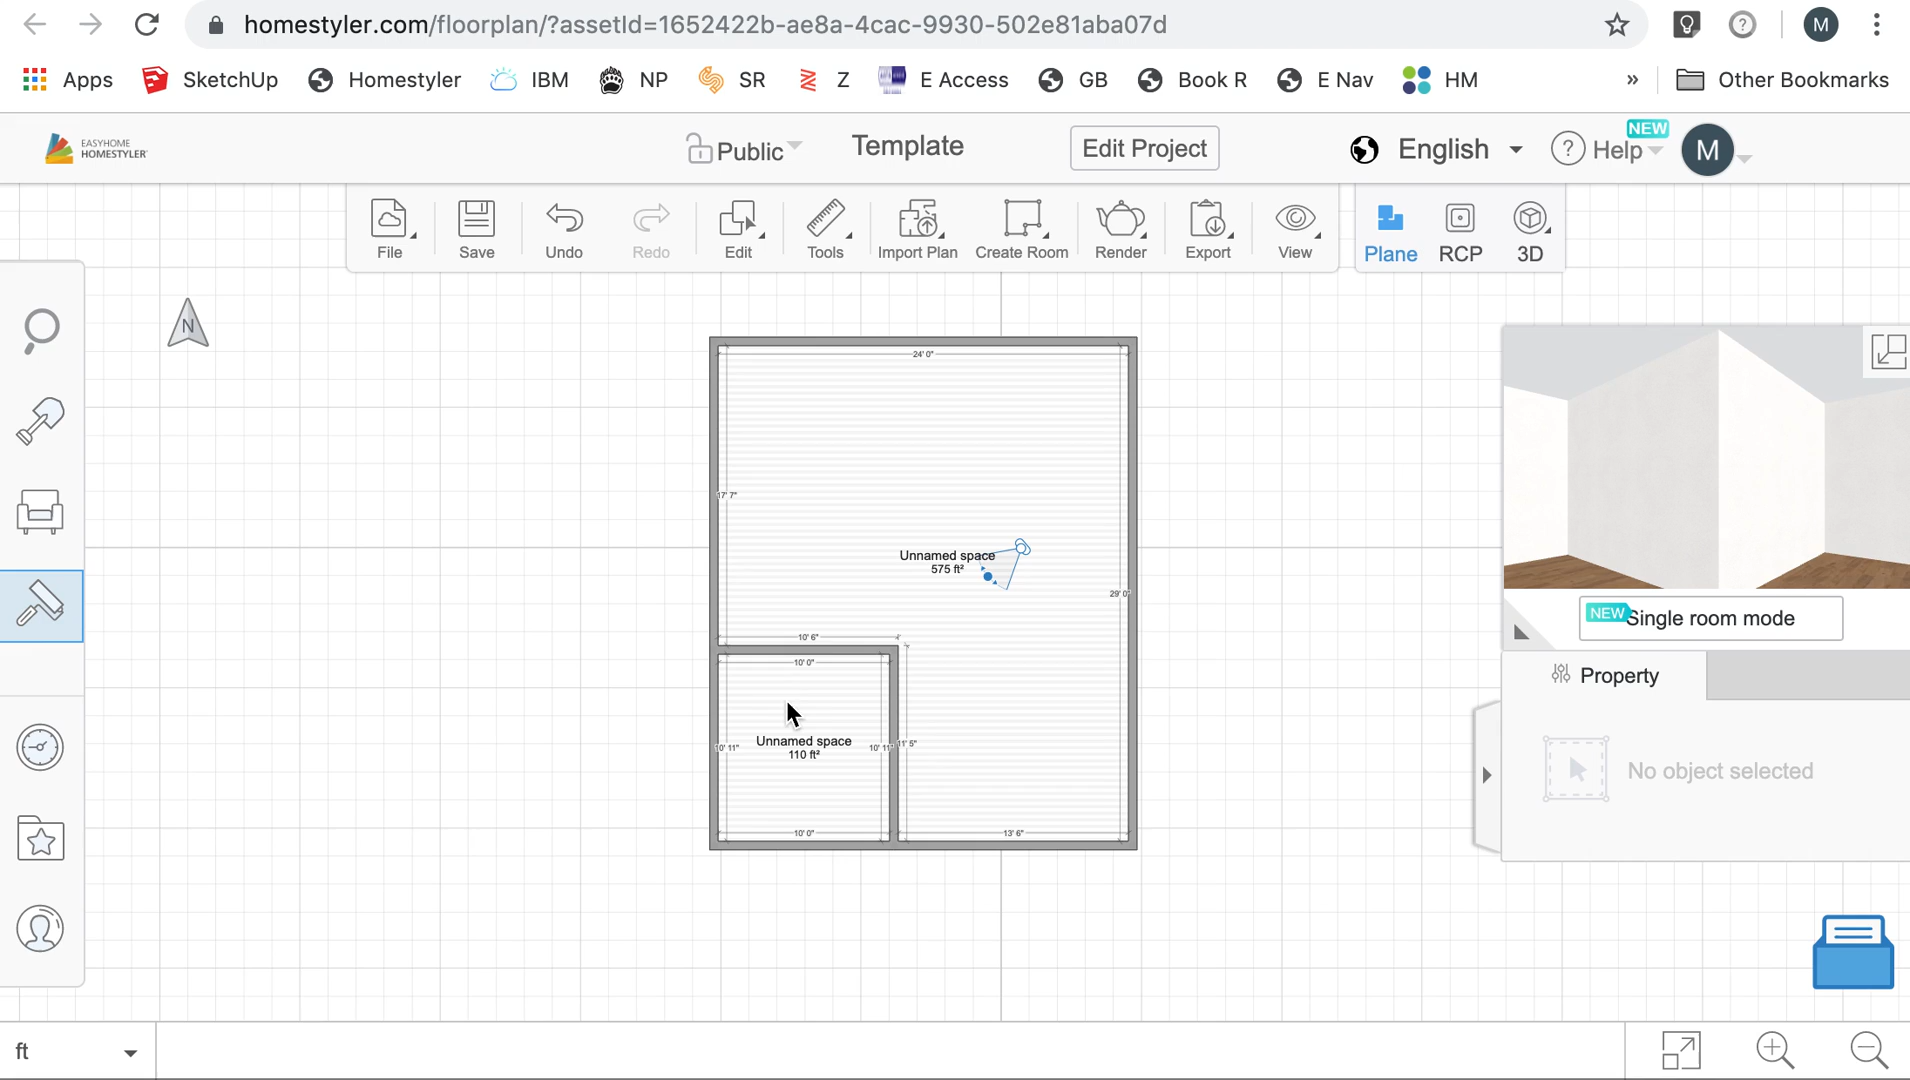 homestyler.com/floorplan/?assetId=1652422b-ae8a-4cac-9930-502e81aba07d
M
Apps SketchUp Homestyler IBM NP SR Z E Access GB Book R E Nav HM » Other Bookmarks
EASYHOME
HOMESTYLER
Public Template Edit Project English Help NEW M
File Save Undo Redo Edit Tools Import Plan Create Room Render Export View Plane RCP 3D
N
24' 0"
17' 7"
Unnamed space
575 ft²
29' 0"
10' 6"
10' 0"
Unnamed space
110 ft²
10' 11"
10' 11"
11' 5"
10' 0"
13' 6"
NEW Single room mode
Property
No object selected
ft